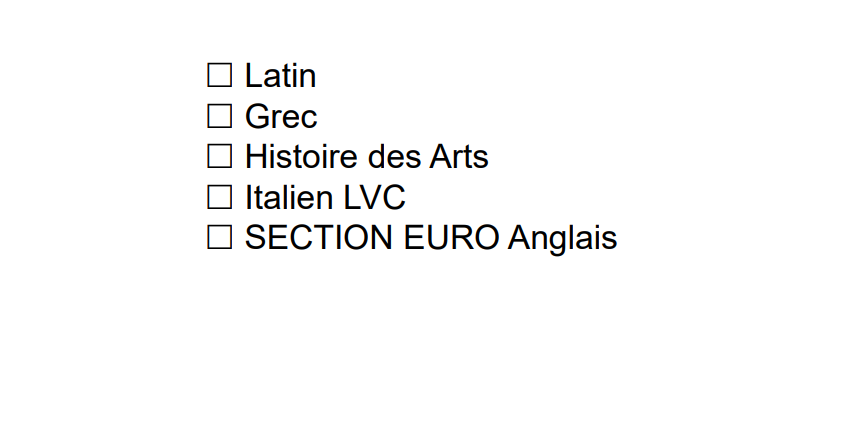 ☐ Latin
☐ Grec
☐ Histoire des Arts
☐ Italien LVC
☐ SECTION EURO Anglais